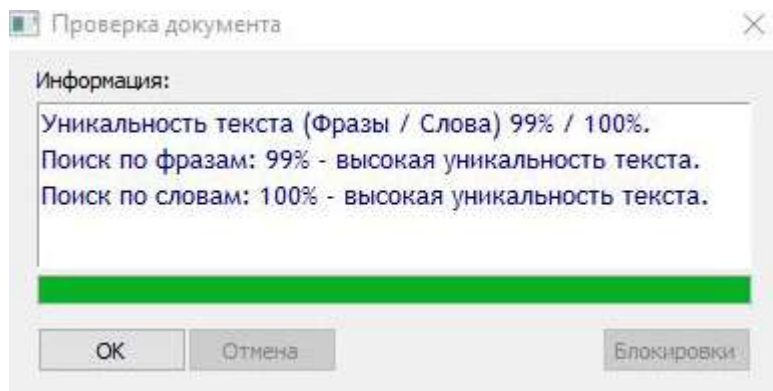 Проверка документа
Информация:
Уникальность текста (Фразы / Слова) 99% / 100%.
Поиск по фразам: 99% - высокая уникальность текста.
Поиск по словам: 100% - высокая уникальность текста.
ОК
Отмена
Блокировки